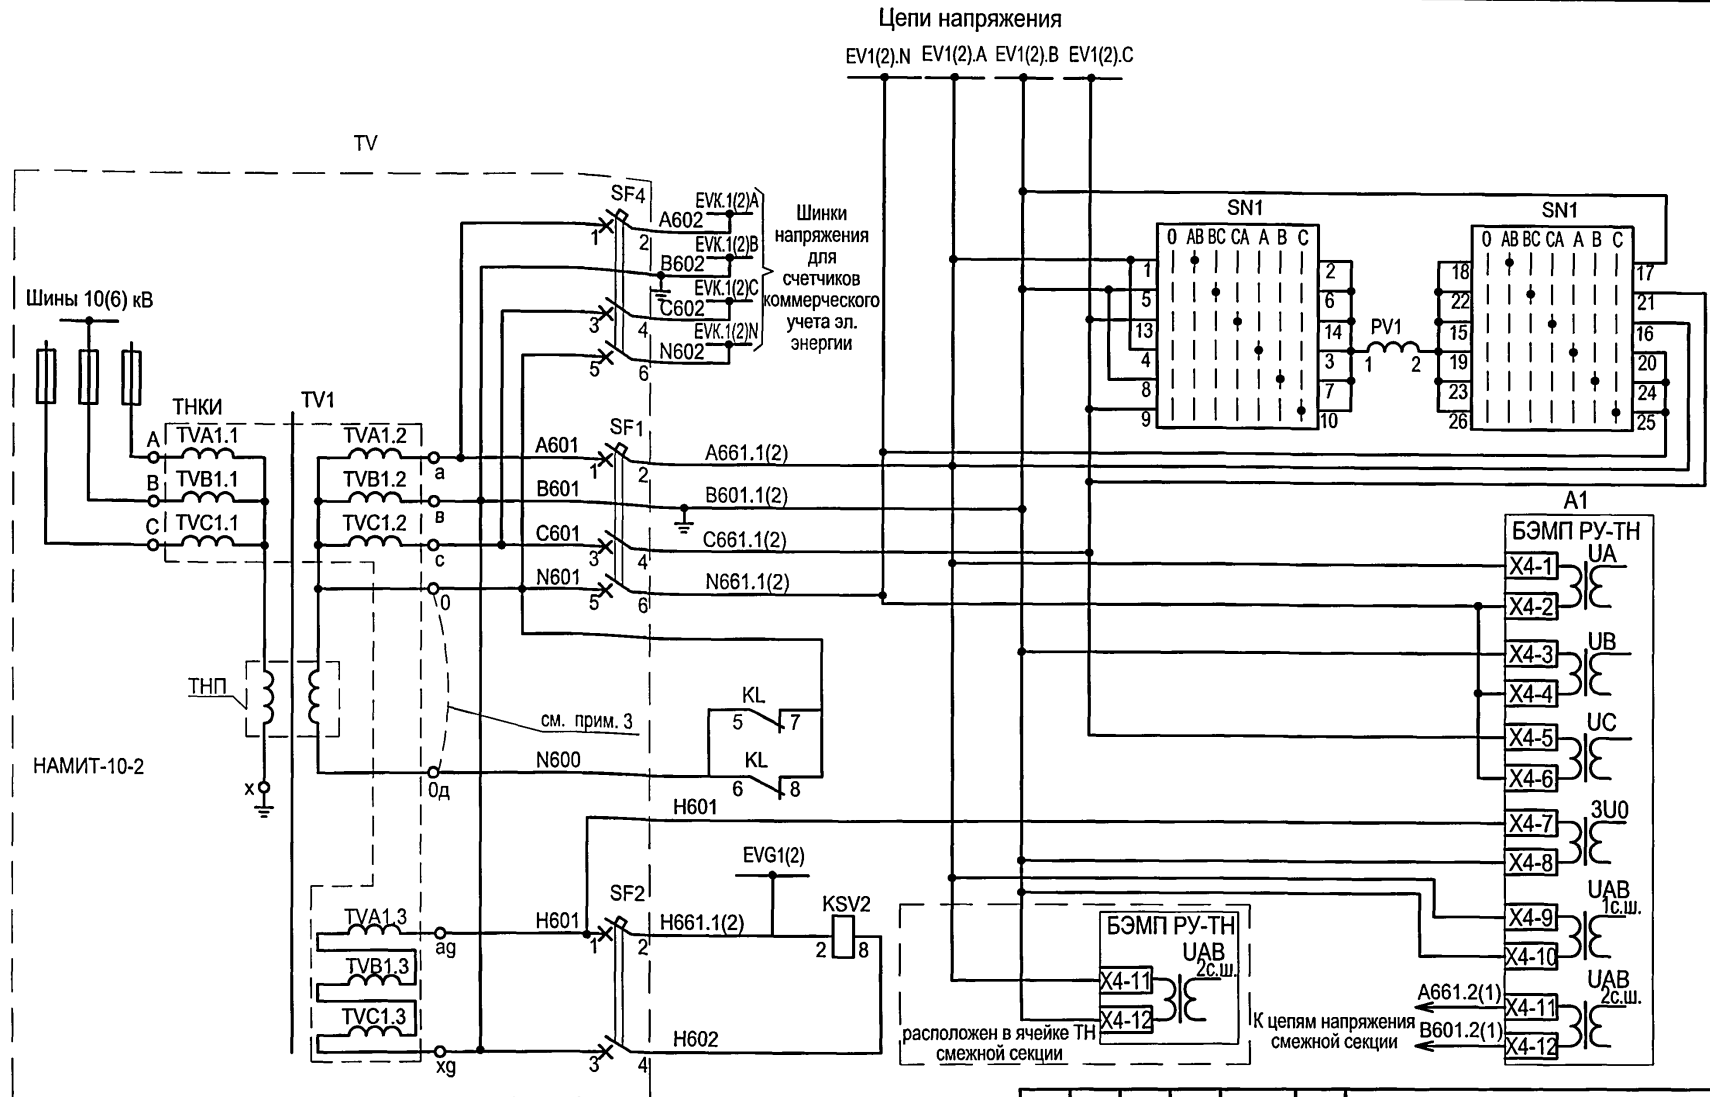 Цепи напряжения
EV1(2).N EV1(2).A EV1(2).B EV1(2).C
TV
SF4
1 2 A602 EVK.1(2)A
B602 EVK.1(2)B
3 4 C602 EVK.1(2)C
5 6 N602 EVK.1(2)N
Шинки
напряжения
для
счетчиков
коммерческого
учета эл.
энергии
SN1
0 AB BC CA A B C
1 2
5 6
13 14
4 3
8 7
9 10
PV1
1 2
SN1
0 AB BC CA A B C
18 17
22 21
15 16
19 20
23 24
26 25
Шины 10(6) кВ
ТНКИ
TV1
A TVA1.1 TVA1.2 a
B TVB1.1 TVB1.2 в
C TVC1.1 TVC1.2 c
0
SF1
A601 1 2 A661.1(2)
B601 B601.1(2)
C601 3 4 C661.1(2)
N601 5 6 N661.1(2)
ТНП
см. прим. 3
KL
5 7
KL
6 8
НАМИТ-10-2
x
0д
N600
H601
EVG1(2)
TVA1.3 ag H601
SF2
1 2 H661.1(2)
KSV2
2 8
TVB1.3
TVC1.3
xg
3 4 H602
A1
БЭМП РУ-ТН
X4-1 UA
X4-2
X4-3 UB
X4-4
X4-5 UC
X4-6
X4-7 3U0
X4-8
X4-9 UAB
1с.ш.
X4-10
X4-11 UAB
2с.ш.
X4-12
БЭМП РУ-ТН
UAB
2с.ш.
X4-11
X4-12
расположен в ячейке ТН
смежной секции
A661.2(1)
К цепям напряжения
смежной секции
B601.2(1)